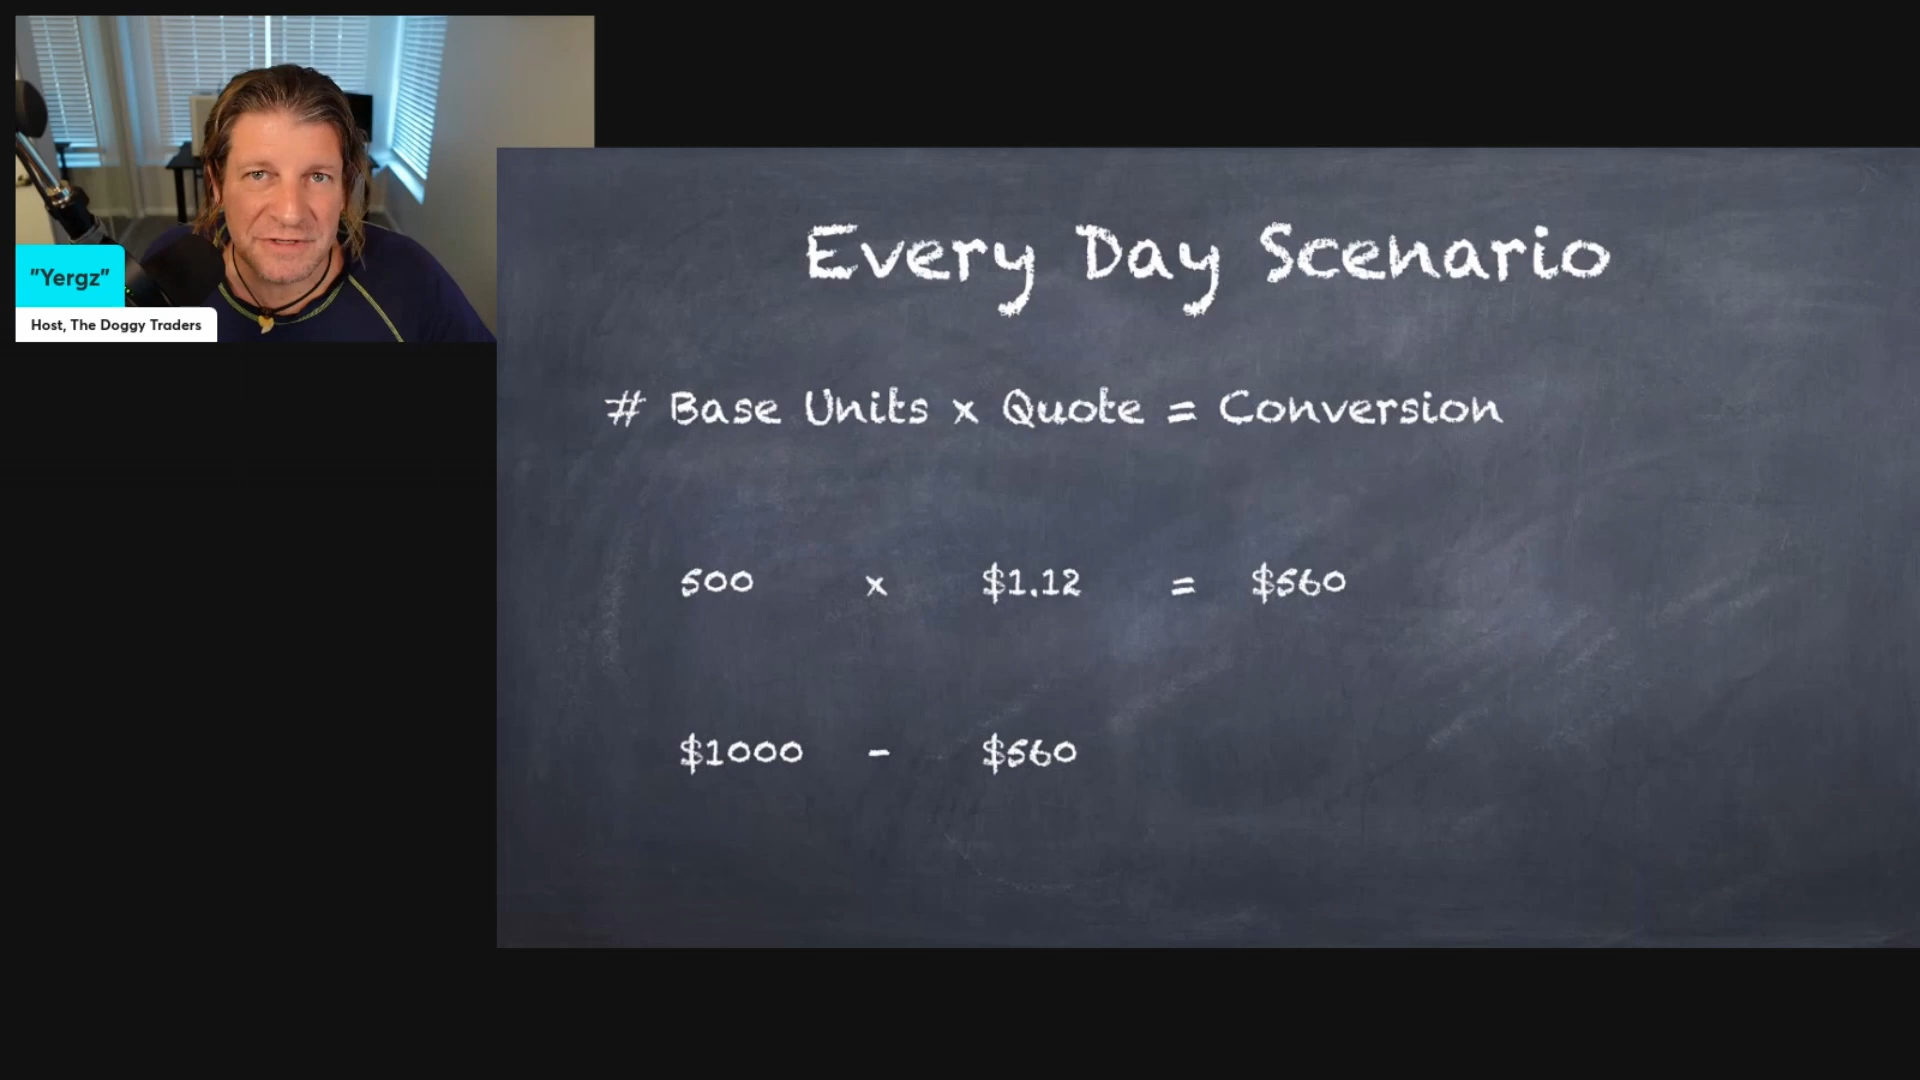 "Yergz"
Host, The Doggy Traders
Every Day Scenario
# Base Units x Quote = Conversion
500 x $1.12 = $560
$1000 - $560